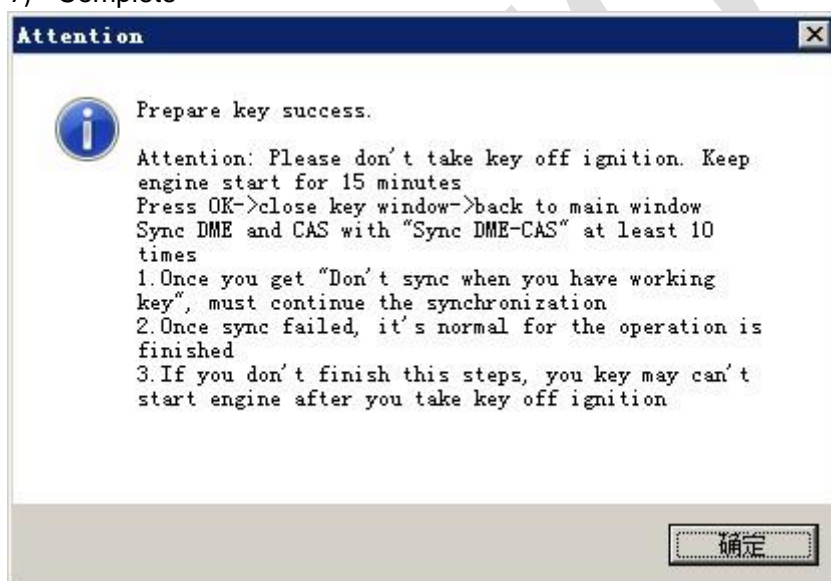 7) Complete
Attention
Prepare key success.
Attention: Please don't take key off ignition. Keep
engine start for 15 minutes
Press OK->close key window->back to main window
Sync DME and CAS with "Sync DME-CAS" at least 10
times
1.Once you get "Don't sync when you have working
key", must continue the synchronization
2.Once sync failed, it's normal for the operation is
finished
3.If you don't finish this steps, you key may can't
start engine after you take key off ignition
确定